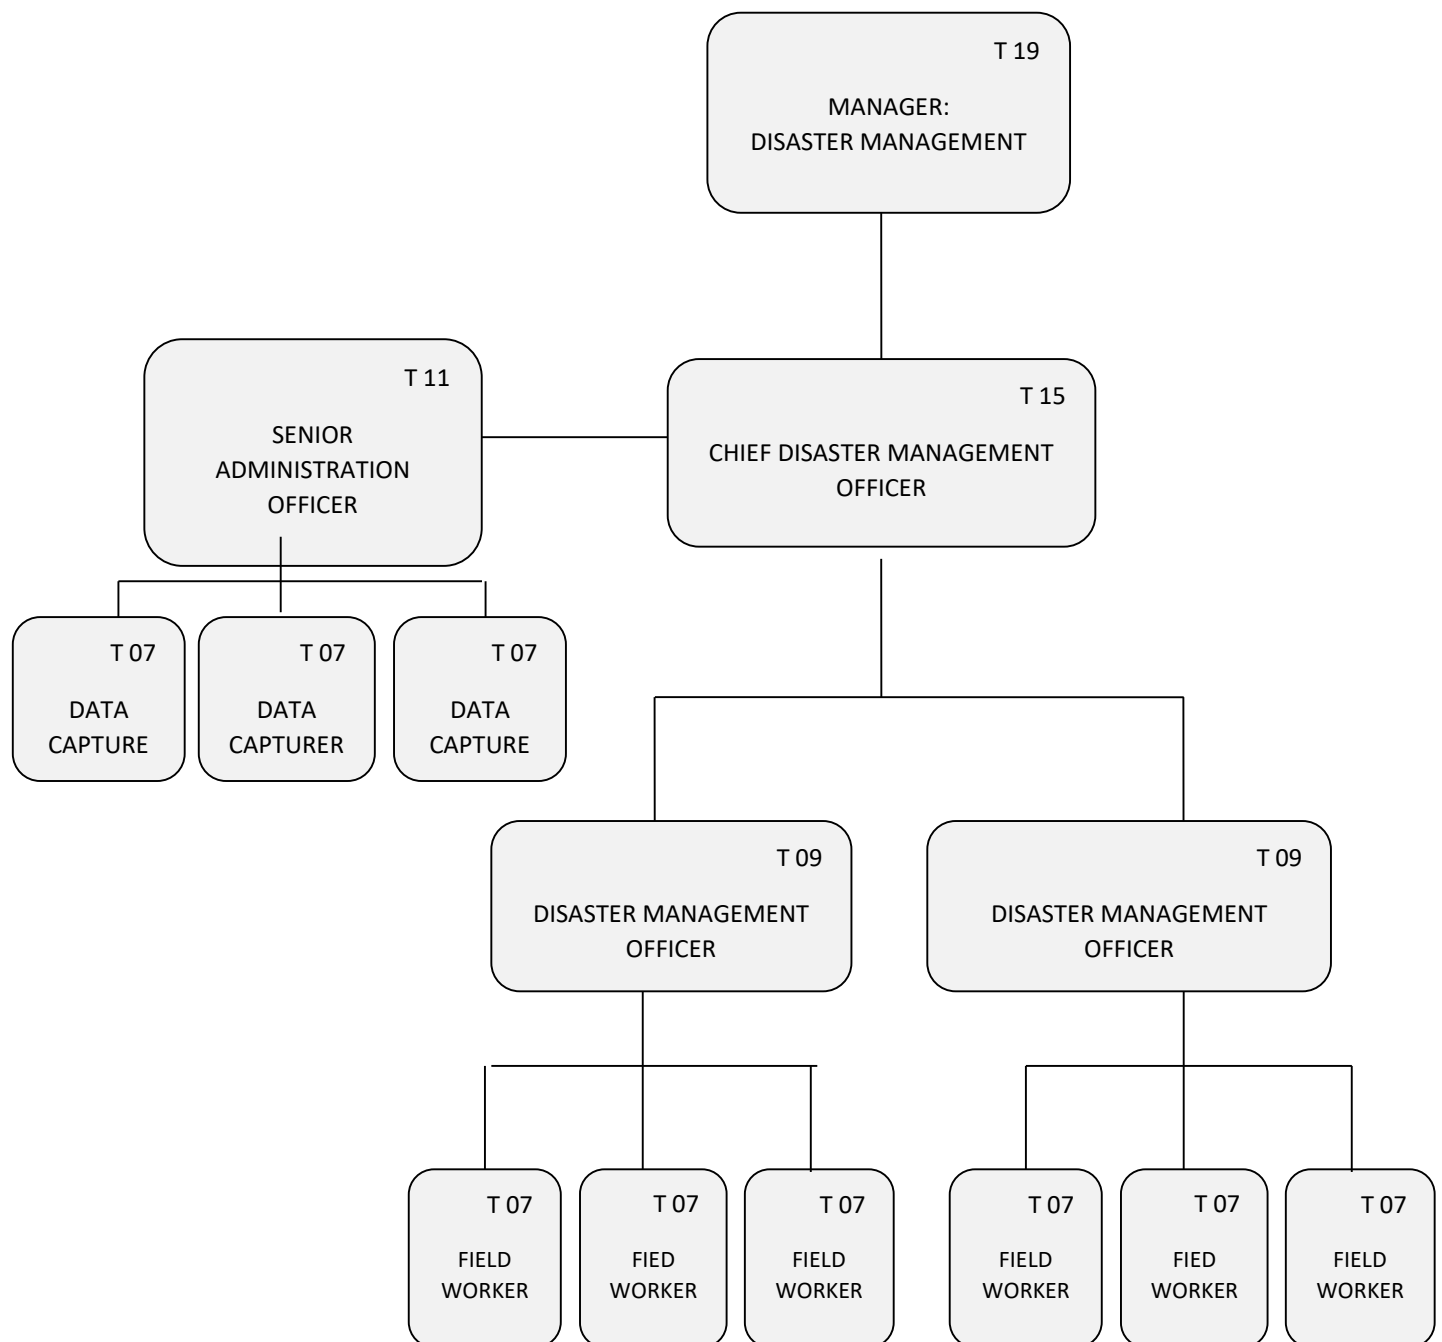 T 19
MANAGER:
DISASTER MANAGEMENT
T 11
SENIOR
ADMINISTRATION
OFFICER
T 15
CHIEF DISASTER MANAGEMENT
OFFICER
T 07
DATA
CAPTURE
T 07
DATA
CAPTURER
T 07
DATA
CAPTURE
T 09
DISASTER MANAGEMENT
OFFICER
T 09
DISASTER MANAGEMENT
OFFICER
T 07
FIELD
WORKER
T 07
FIED
WORKER
T 07
FIELD
WORKER
T 07
FIELD
WORKER
T 07
FIED
WORKER
T 07
FIELD
WORKER